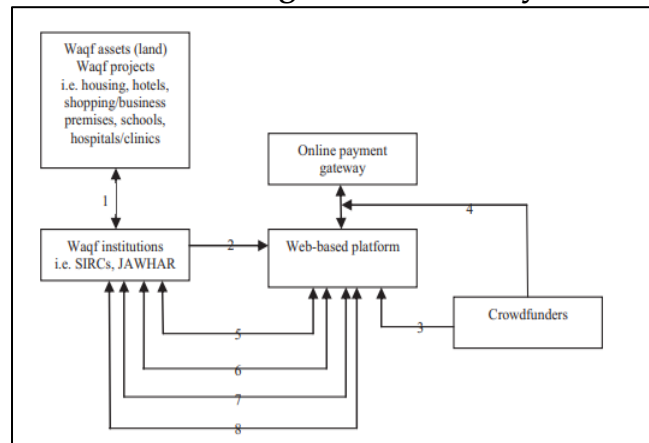 Waqf assets (land)
Waqf projects
i.e. housing, hotels,
shopping/business
premises, schools,
hospitals/clinics
Online payment
gateway
1
4
Waqf institutions
i.e. SIRCs, JAWHAR
2
Web-based platform
Crowdfunders
3
5
6
7
8